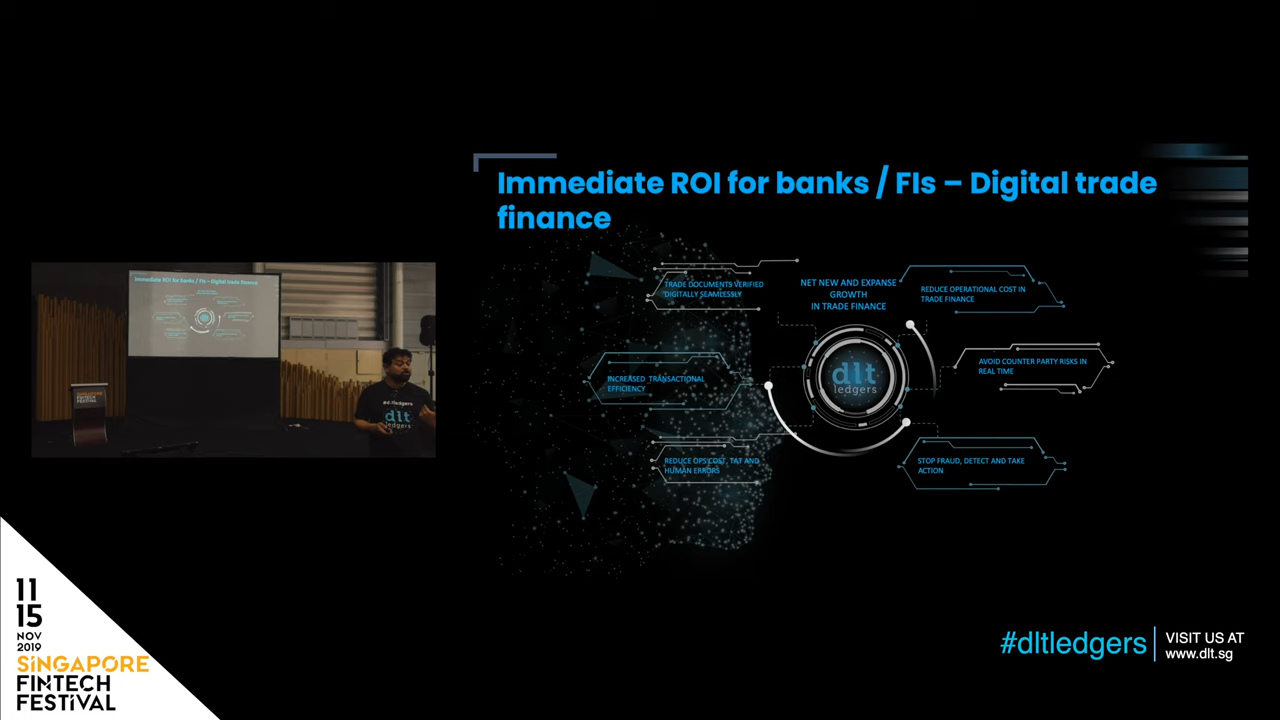 Immediate ROI for banks / FIs – Digital trade
finance
TRADE DOCUMENTS VERIFIED
DIGITALLY SEAMLESSLY
NET NEW AND EXPANSE
GROWTH
IN TRADE FINANCE
REDUCE OPERATIONAL COST IN
TRADE FINANCE
INCREASED TRANSACTIONAL
EFFICIENCY
dlt
ledgers
AVOID COUNTER PARTY RISKS IN
REAL TIME
REDUCE OPS COST, TAT AND
HUMAN ERRORS
STOP FRAUD, DETECT AND TAKE
ACTION
Immediate ROI for banks / FIs – Digital trade finance
SINGAPORE
FINTECH
FESTIVAL
#dltledgers
dlt
ledgers
11
15
NOV
2019
SINGAPORE
FINTECH
FESTIVAL
#dltledgers
VISIT US AT
www.dlt.sg